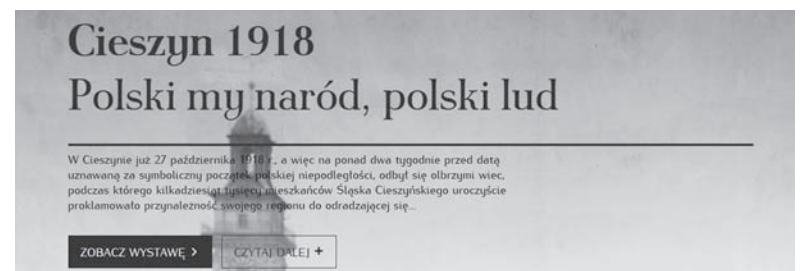 Cieszyn 1918
Polski my naród, polski lud
W Cieszynie już 27 października 1918 r., a więc na ponad dwa tygodnie przed datą
uznawaną za symboliczny początek polskiej niepodległości, odbył się olbrzymi wiec,
podczas którego kilkadziesiąt tysięcy mieszkańców Śląska Cieszyńskiego uroczyście
proklamowało przynależność swojego regionu do odradzającej się...
ZOBACZ WYSTAWĘ >
CZYTAJ DALEJ +